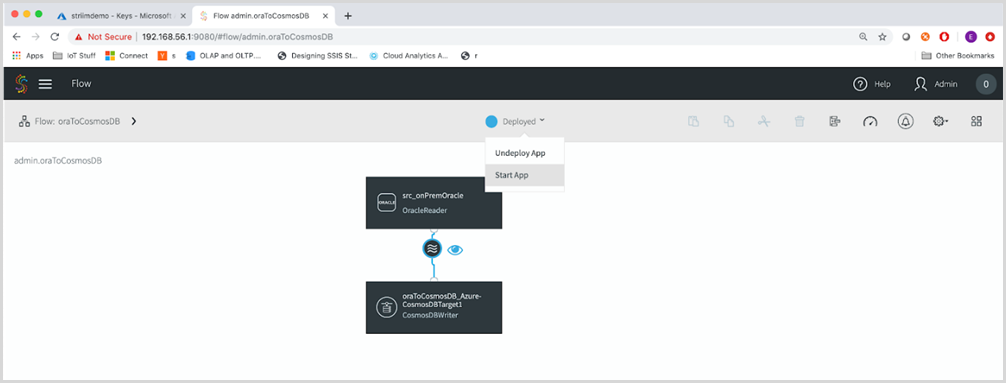 striimdemo - Keys - Microsoft
Flow admin.oraToCosmosDB
Not Secure | 192.168.56.1:9080/#flow/admin.oraToCosmosDB
Apps IoT Stuff Connect s OLAP and OLTP.... Designing SSIS St... Cloud Analytics A... r Other Bookmarks
E
Flow Help Admin 0
Flow: oraToCosmosDB Deployed
admin.oraToCosmosDB
Undeploy App
Start App
src_onPremOracle
ORACLE
OracleReader
oraToCosmosDB_Azure-
CosmosDBTarget1
CosmosDBWriter